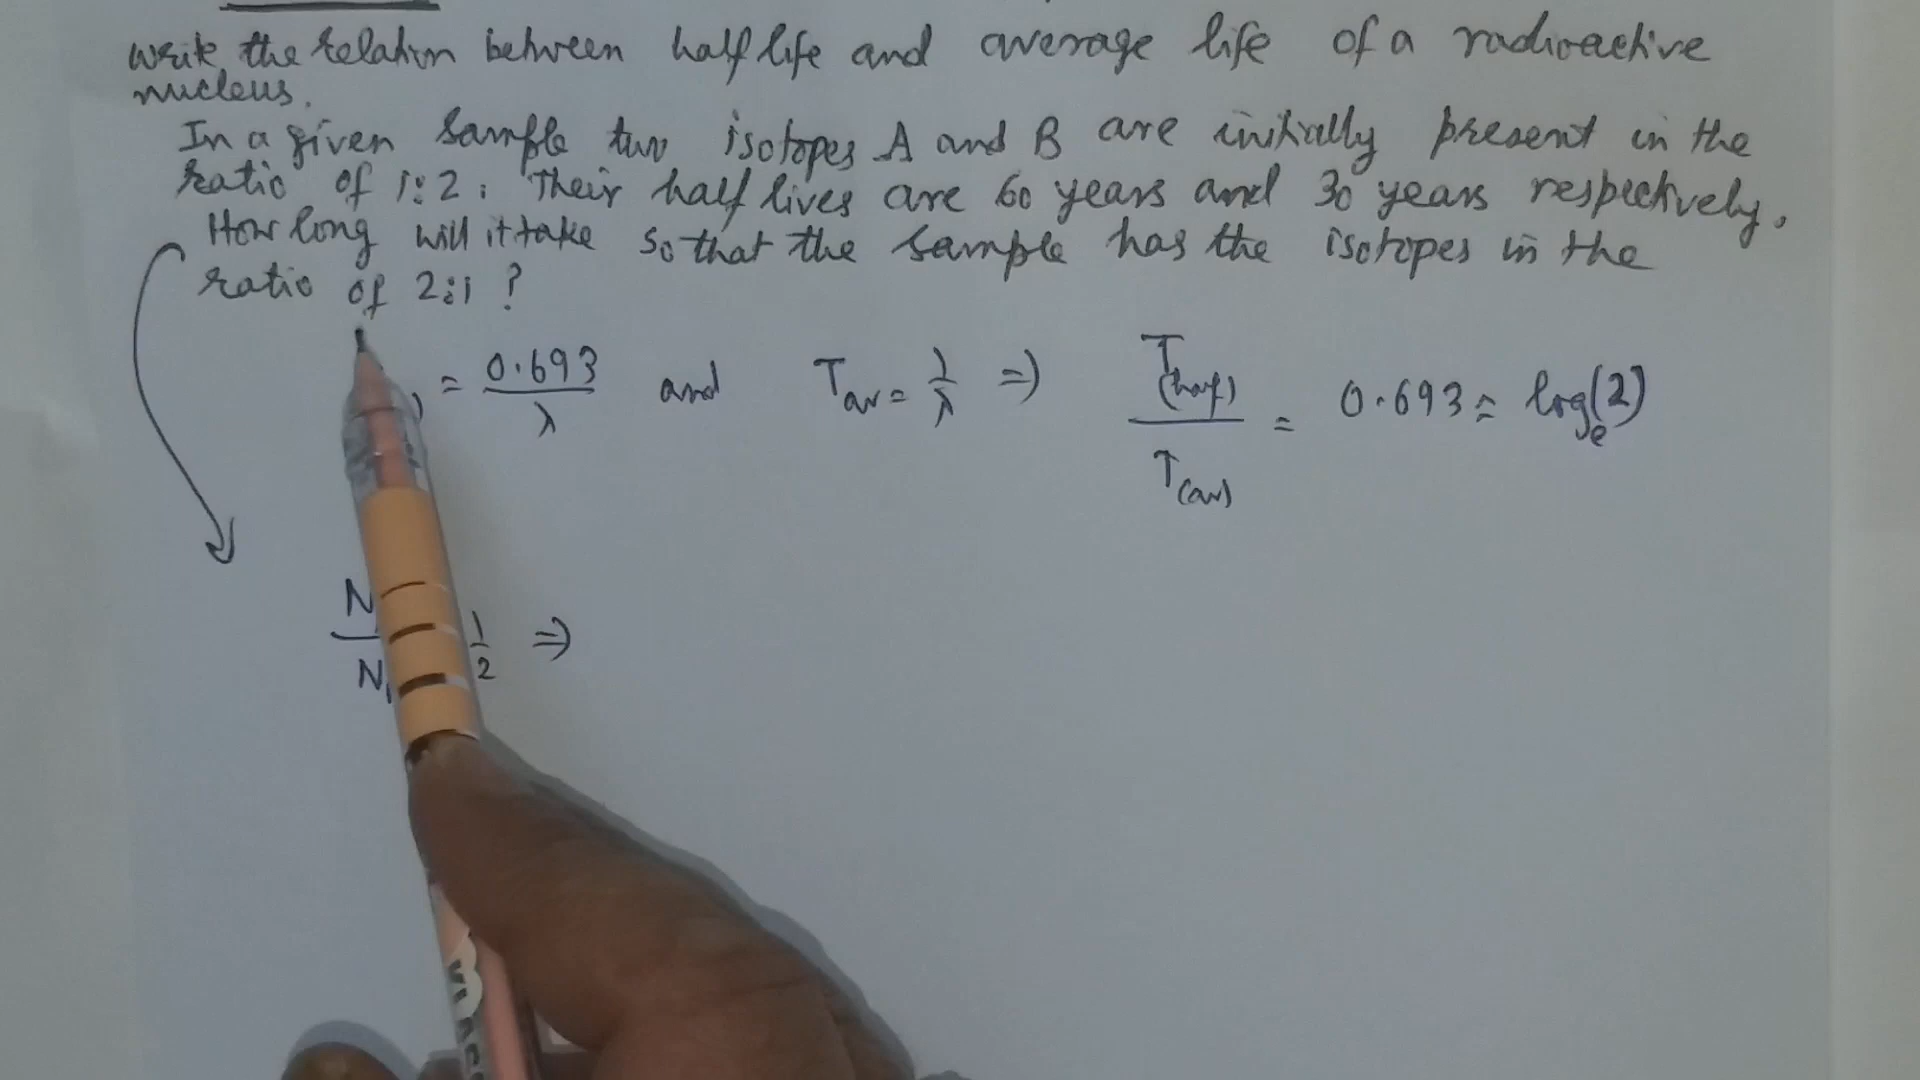 write the relation between half life and average life of a radioactive
nucleus.
In a given sample two isotopes A and B are initially present in the
ratio of 1:2. Their half lives are 60 years and 30 years respectively.
How long will it take so that the sample has the isotopes in the
ratio of 2:1 ?
= 0.693 / λ and Tav = 1/λ ⇒ T(half) / T(av) = 0.693 = loge(2)
N / N 1/2 ⇒